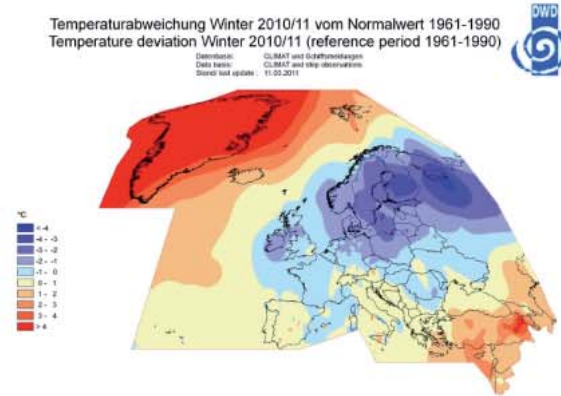 Temperaturabweichung Winter 2010/11 vom Normalwert 1961-1990
Temperature deviation Winter 2010/11 (reference period 1961-1990)
Datenbasis: CLIMAT und Schiffsmeldungen
Data basis: CLIMAT and ship observations
Stand/ last update : 11.03.2011
DWD
°C
< -4
-4 - -3
-3 - -2
-2 - -1
-1 - 0
0 - 1
1 - 2
2 - 3
3 - 4
> 4